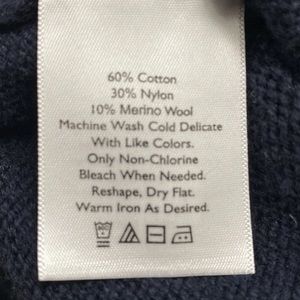 60% Cotton
30% Nylon
10% Merino Wool
Machine Wash Cold Delicate
With Like Colors.
Only Non-Chlorine
Bleach When Needed.
Reshape, Dry Flat.
Warm Iron As Desired.